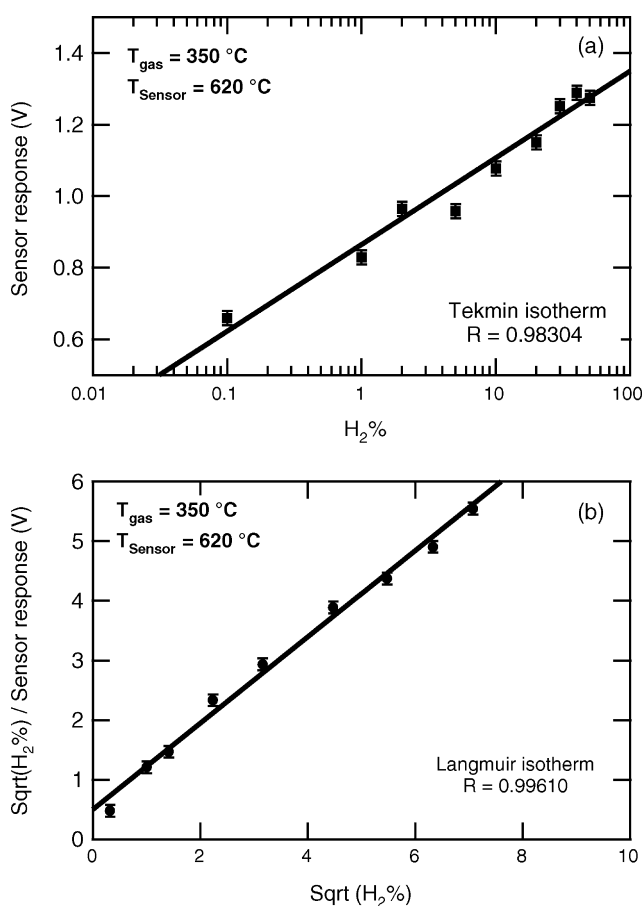 (a)
T_gas = 350 °C
T_Sensor = 620 °C
Sensor response (V)
1.4
1.2
1.0
0.8
0.6
Tekmin isotherm
R = 0.98304
0.01 0.1 1 10 100
H₂%
(b)
T_gas = 350 °C
T_Sensor = 620 °C
Sqrt(H₂%) / Sensor response (V)
6
5
4
3
2
1
0
Langmuir isotherm
R = 0.99610
0 2 4 6 8 10
Sqrt (H₂%)